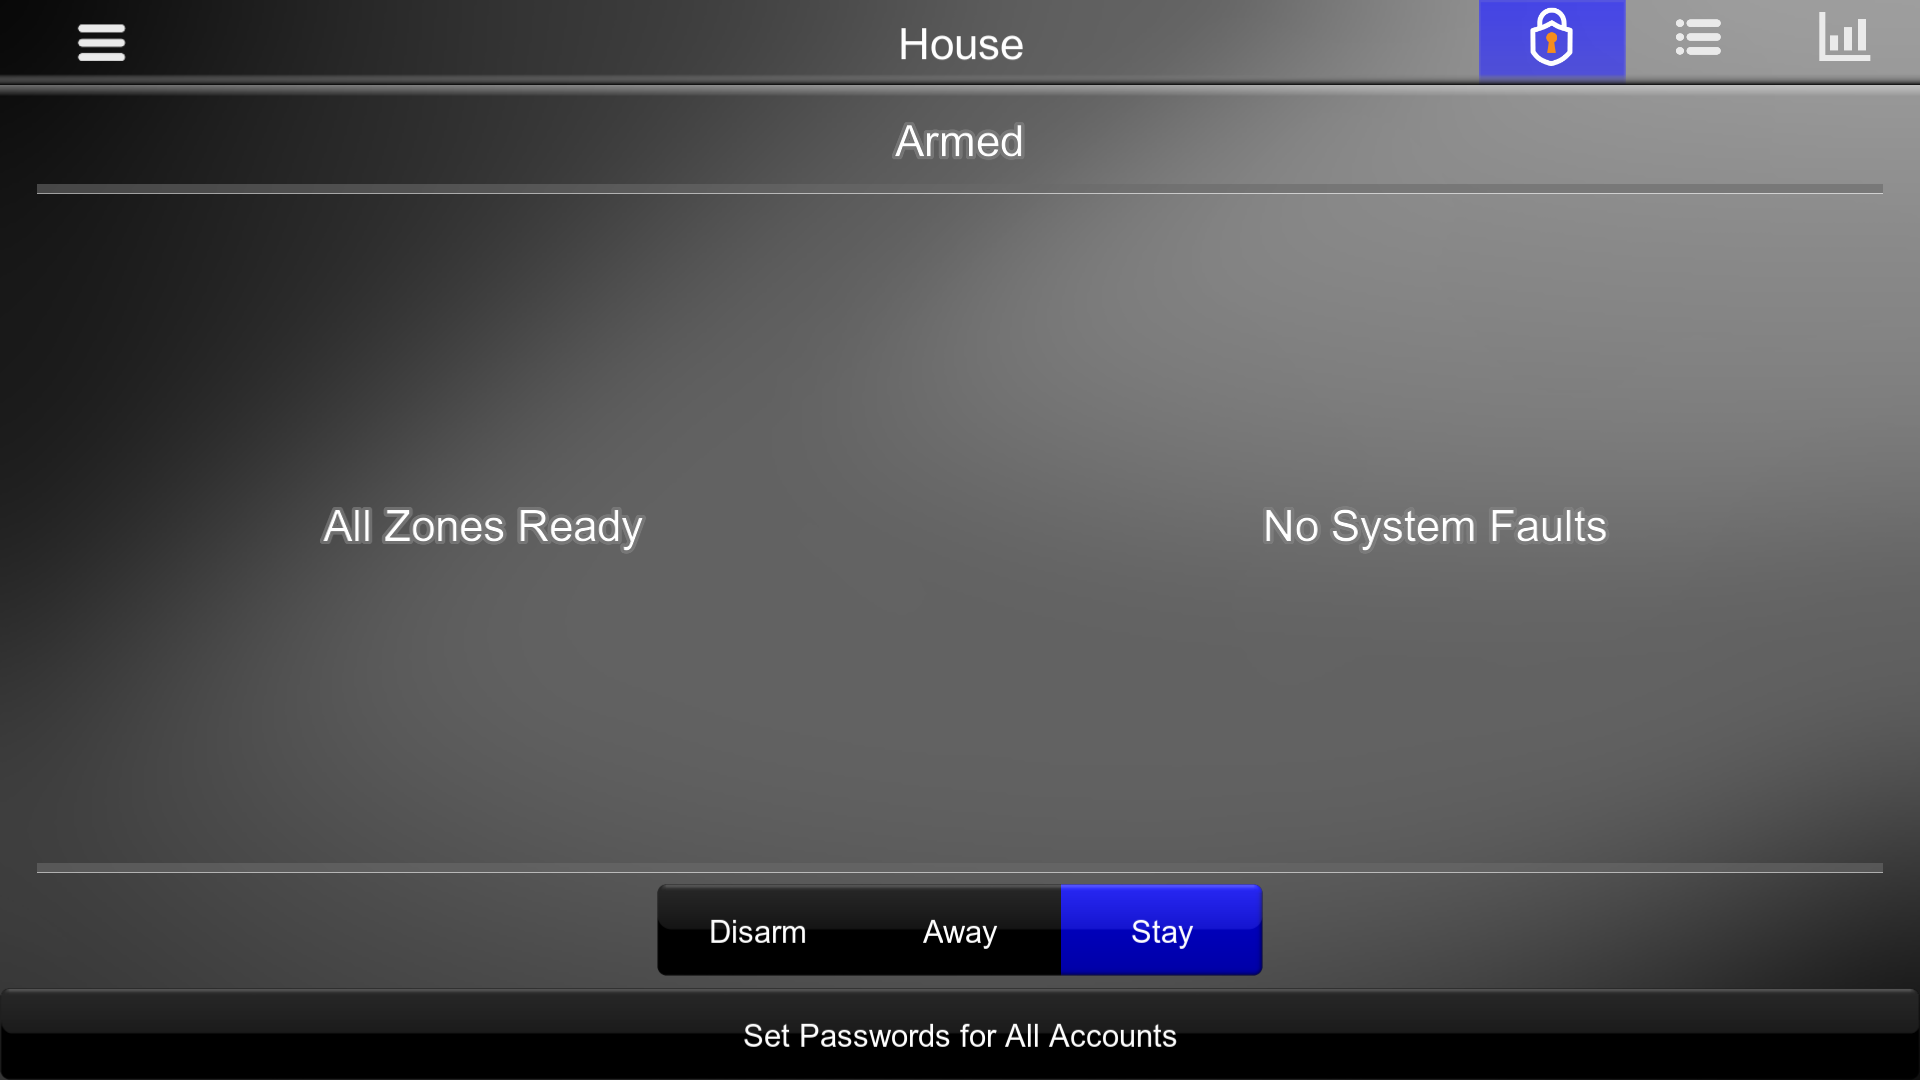 House
Armed
All Zones Ready
No System Faults
Disarm
Away
Stay
Set Passwords for All Accounts